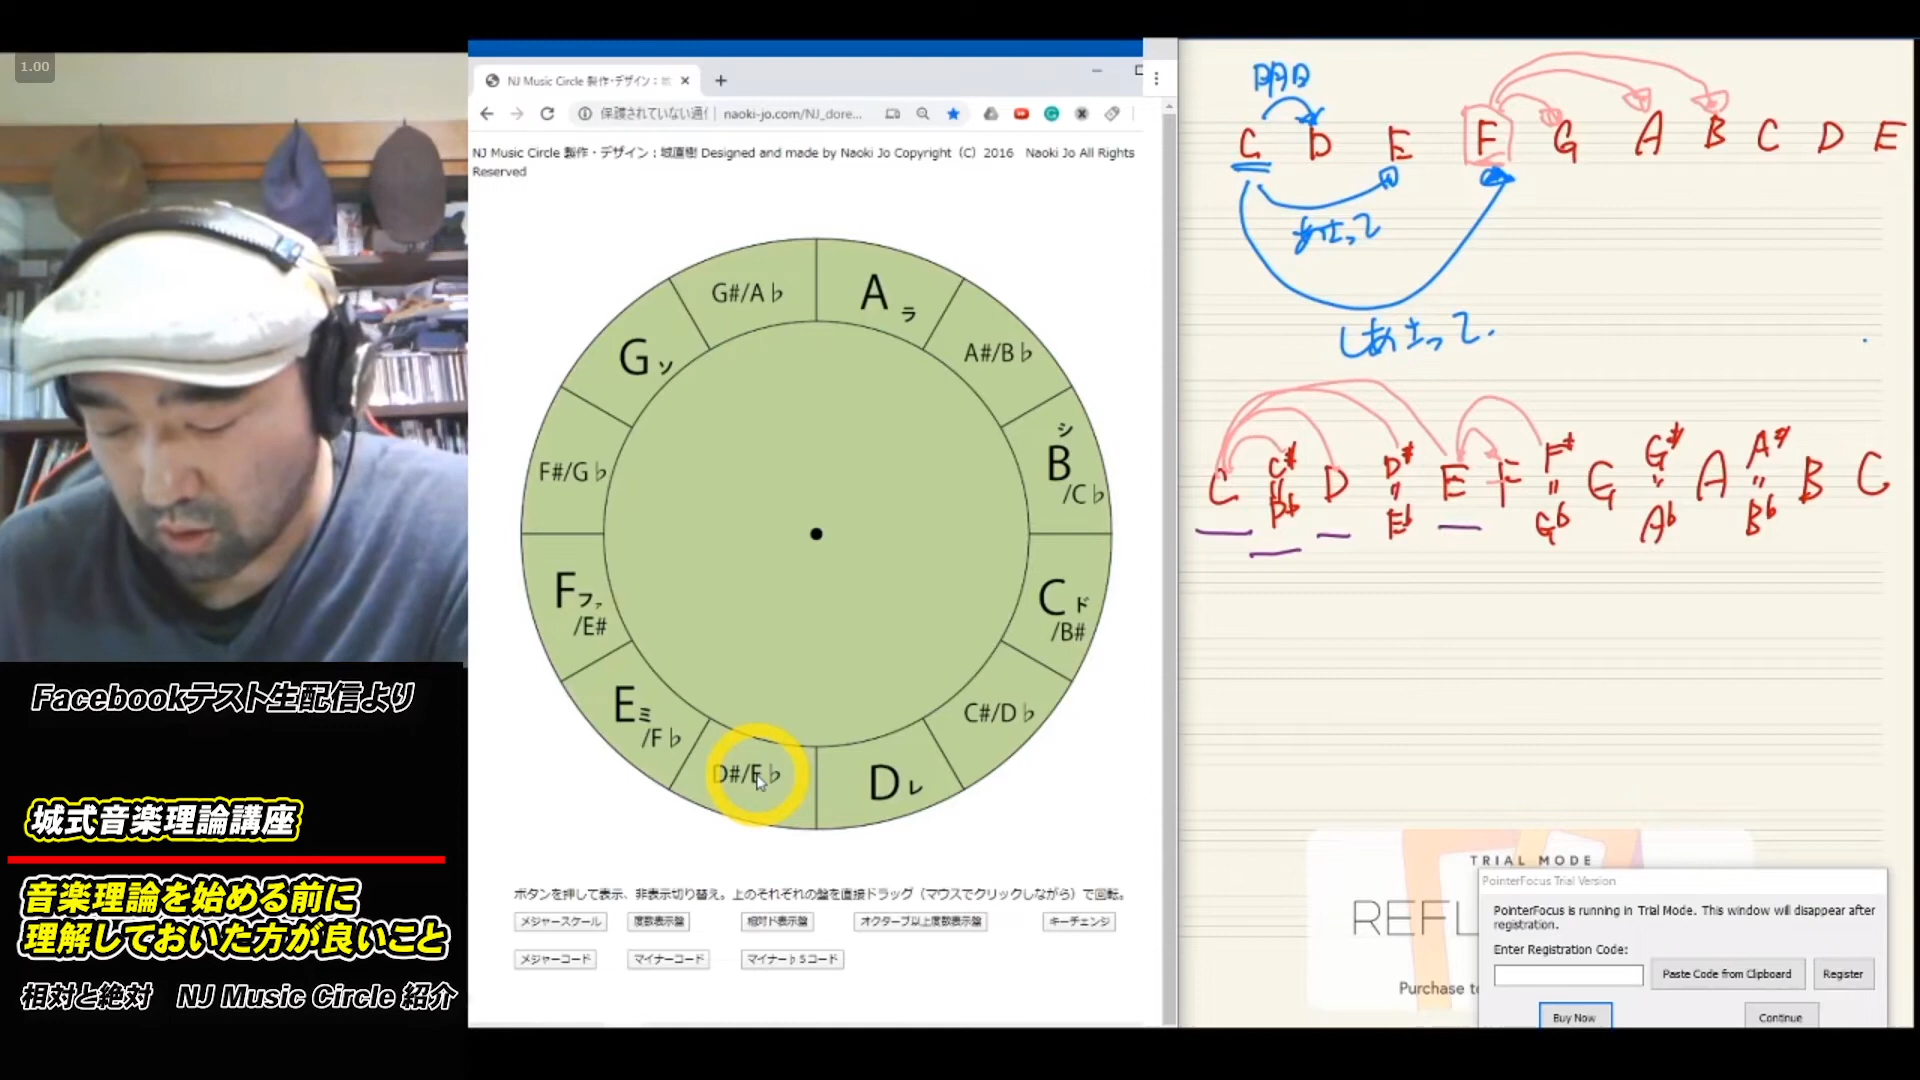 1.00
NJ Music Circle 製作・デザイン：城
保護されていない通信
naoki-jo.com/NJ_dore...
NJ Music Circle 製作・デザイン：城直樹 Designed and made by Naoki Jo Copyright（C）2016 Naoki Jo All Rights
Reserved
G#/A♭
A ラ
G ソ
A#/B♭
F#/G♭
シ
B
/C♭
F ファ
/E#
C ド
/B#
E ミ
/F♭
C#/D♭
D#/E♭
D レ
ボタンを押して表示、非表示切り替え。上のそれぞれの盤を直接ドラッグ（マウスでクリックしながら）で回転。
メジャースケール 度数表示盤 相対ド表示盤 オクターブ以上度数表示盤 キーチェンジ
メジャーコード マイナーコード マイナー♭5コード
明日
C D E F G A B C D E
あさって
しあさって.
C C# D D# E F F# G G# A A# B C
D♭ E♭ G♭ A♭ B♭
TRIAL MODE
REFL
Purchase to
PointerFocus Trial Version
PointerFocus is running in Trial Mode. This window will disappear after
registration.
Enter Registration Code:
Paste Code from Clipboard Register
Buy Now Continue
Facebookテスト生配信より
城式音楽理論講座
音楽理論を始める前に
理解しておいた方が良いこと
相対と絶対 NJ Music Circle 紹介